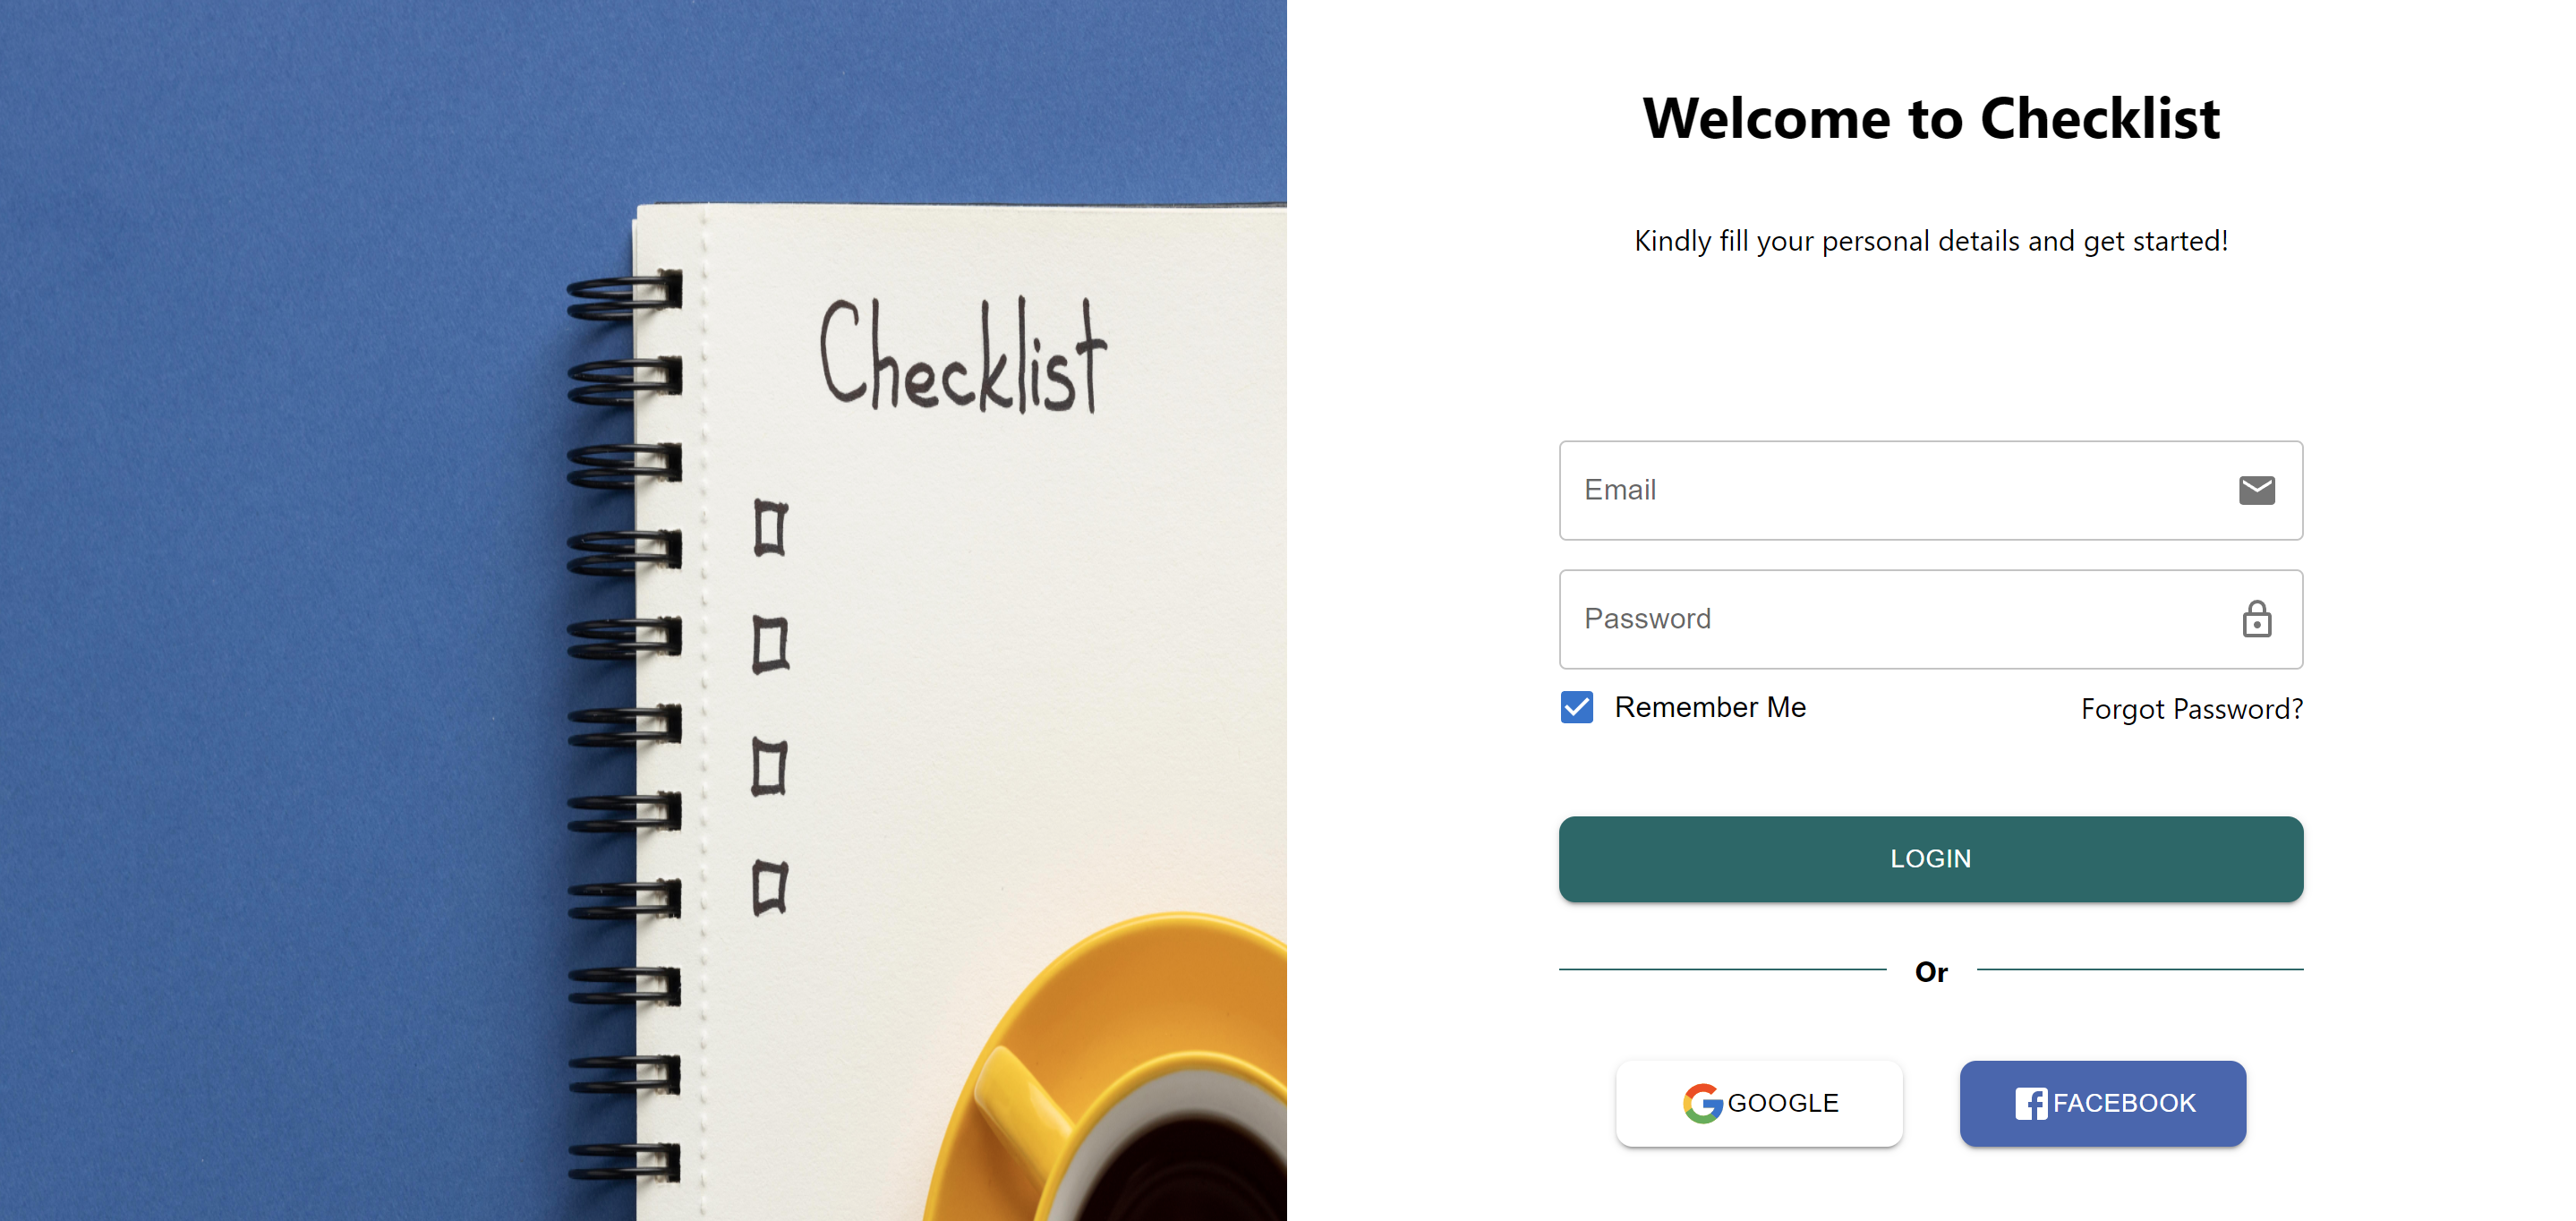 Checklist
Welcome to Checklist
Kindly fill your personal details and get started!
Email
Password
Remember Me
Forgot Password?
LOGIN
Or
GOOGLE
FACEBOOK